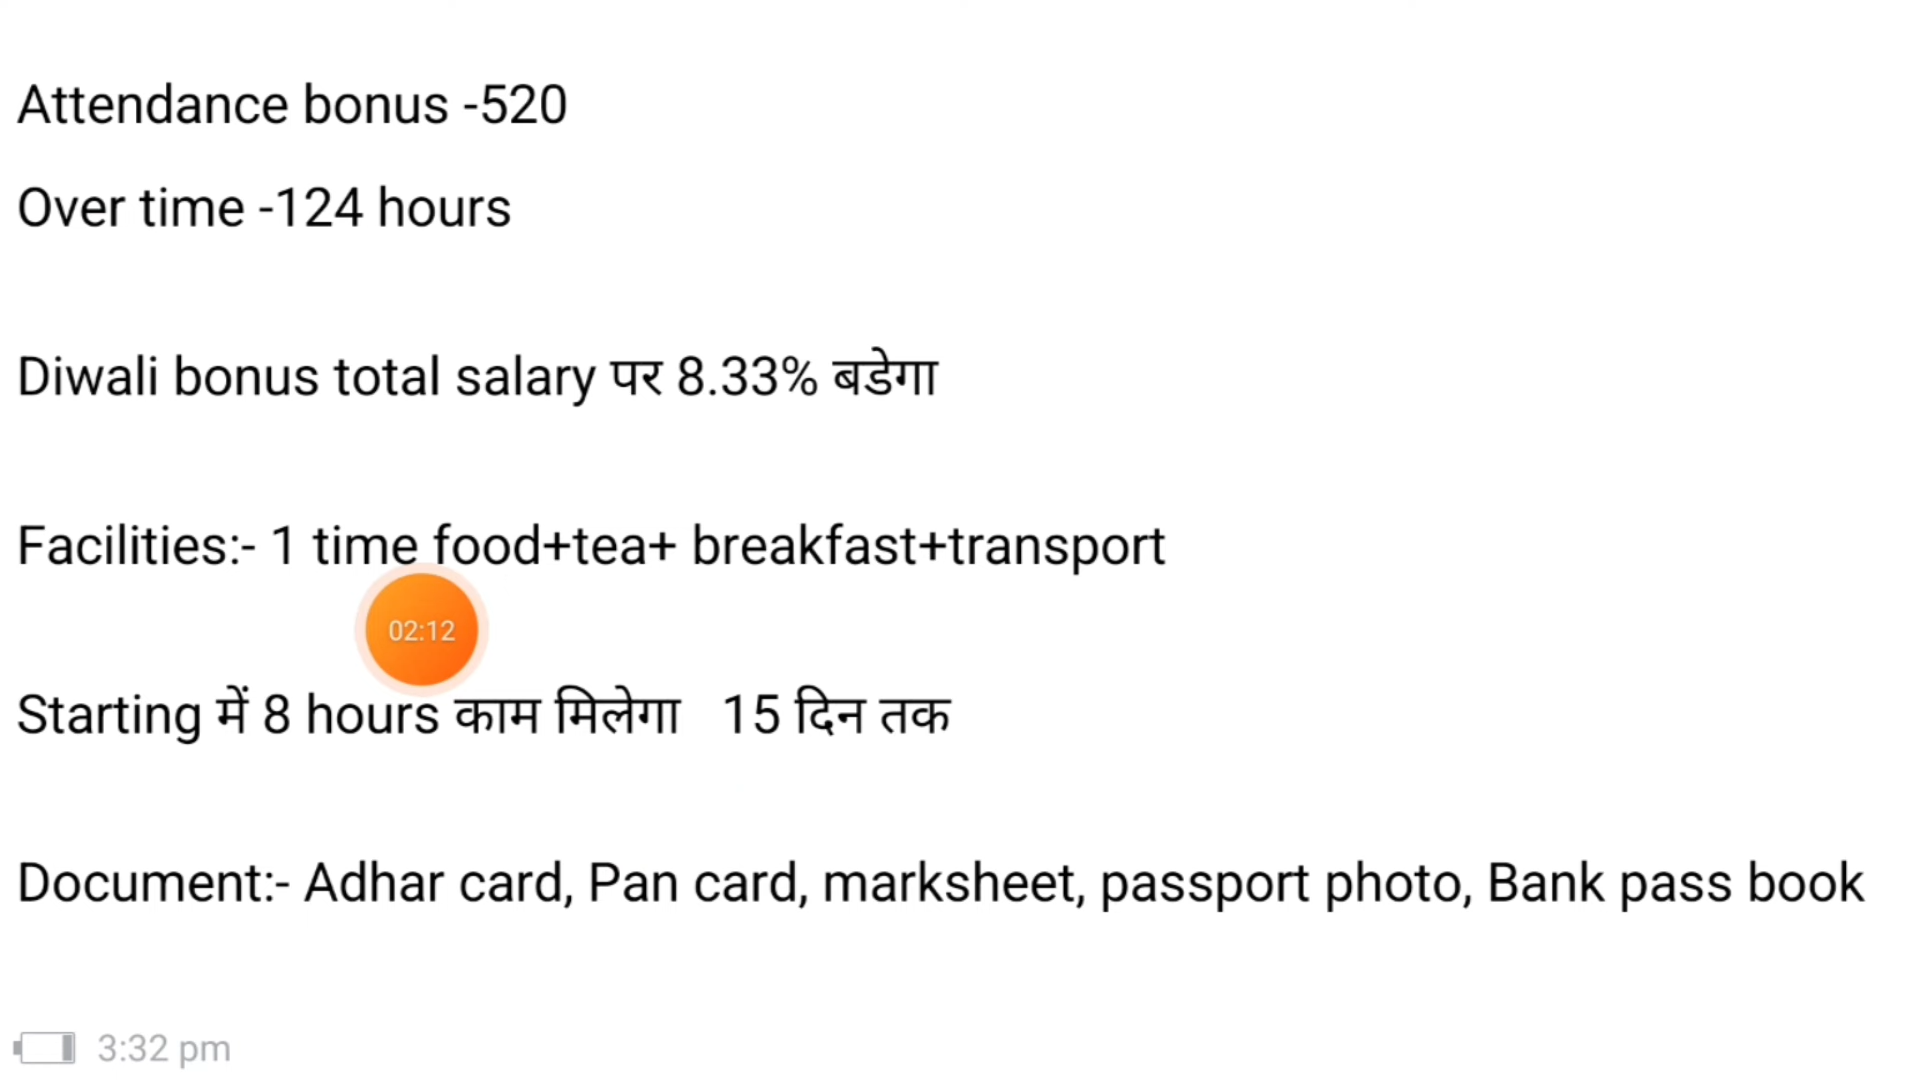 Attendance bonus -520
Over time -124 hours
Diwali bonus total salary पर 8.33% बडेगा
Facilities:- 1 time food+tea+ breakfast+transport
02:12
Starting में 8 hours काम मिलेगा 15 दिन तक
Document:- Adhar card, Pan card, marksheet, passport photo, Bank pass book
3:32 pm